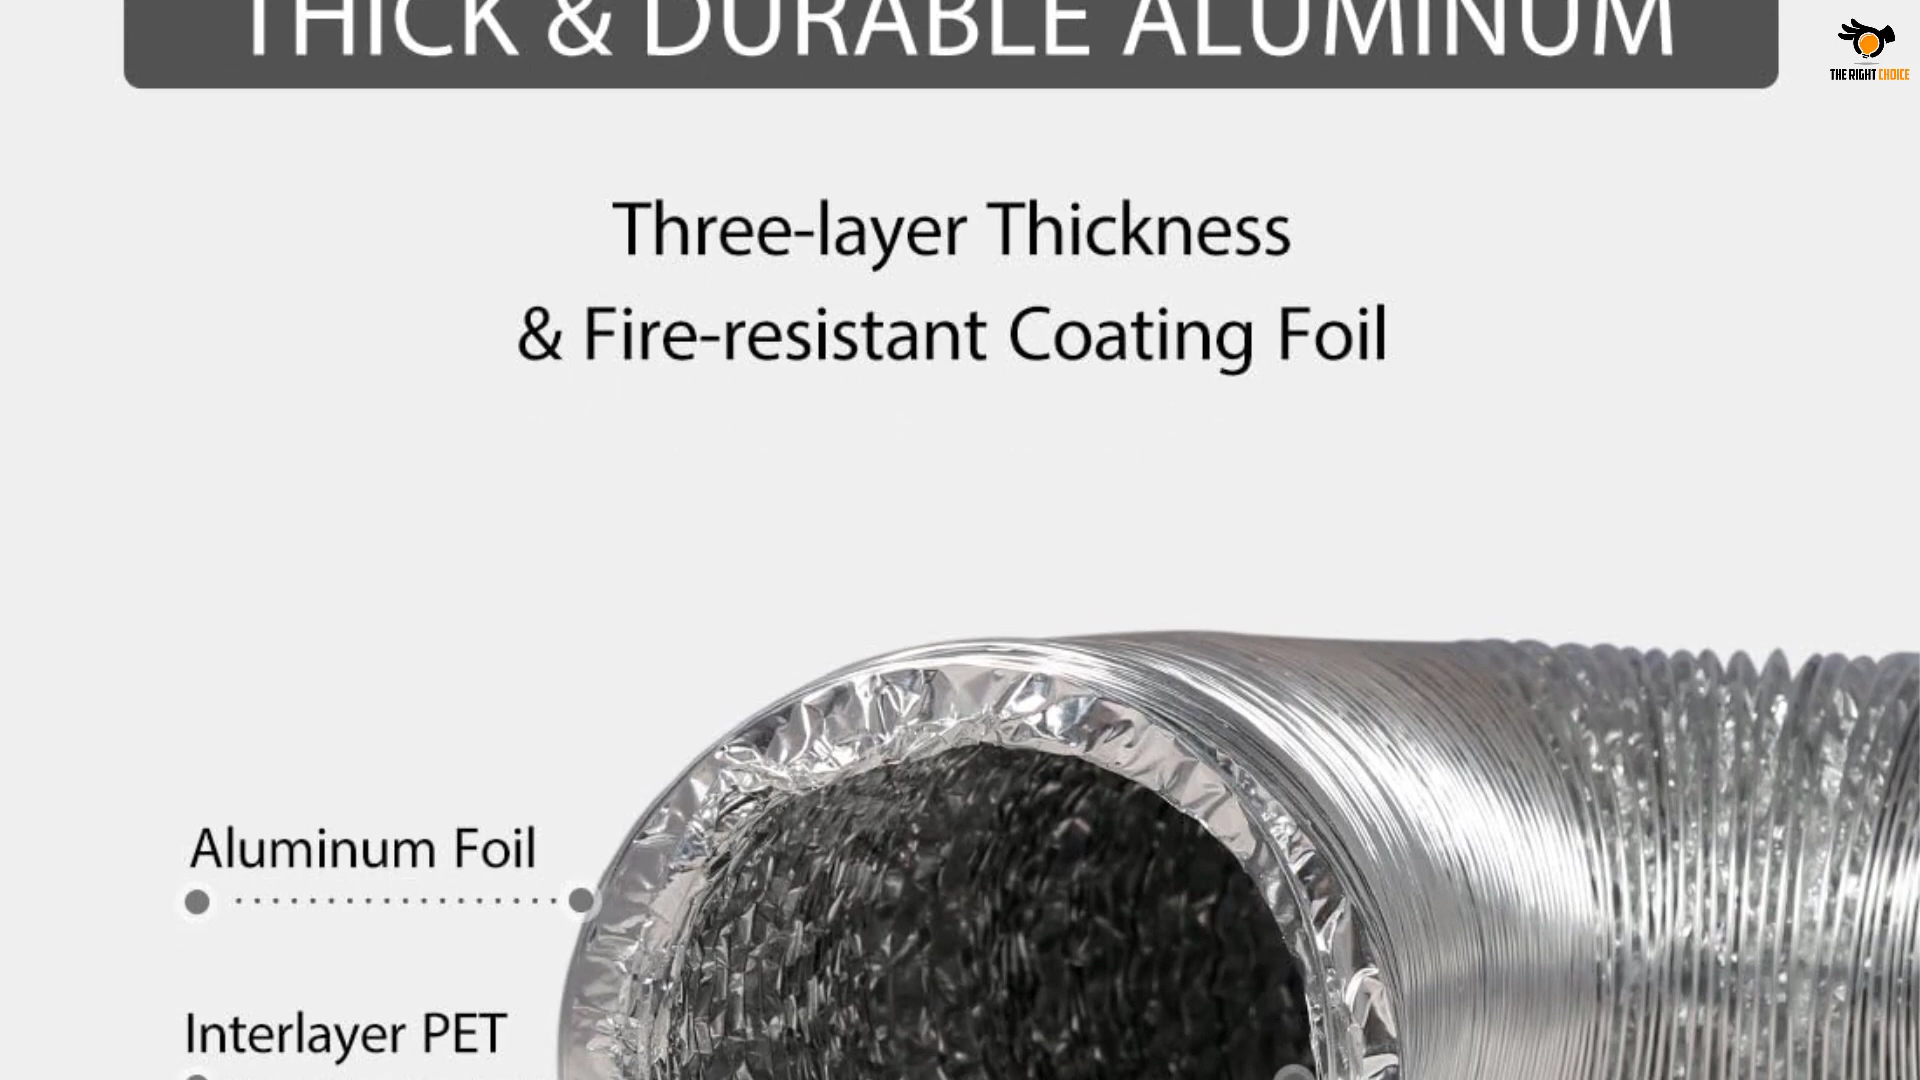 THICK & DURABLE ALUMINUM
THE RIGHT CHOICE
Three-layer Thickness
& Fire-resistant Coating Foil
Aluminum Foil
Interlayer PET